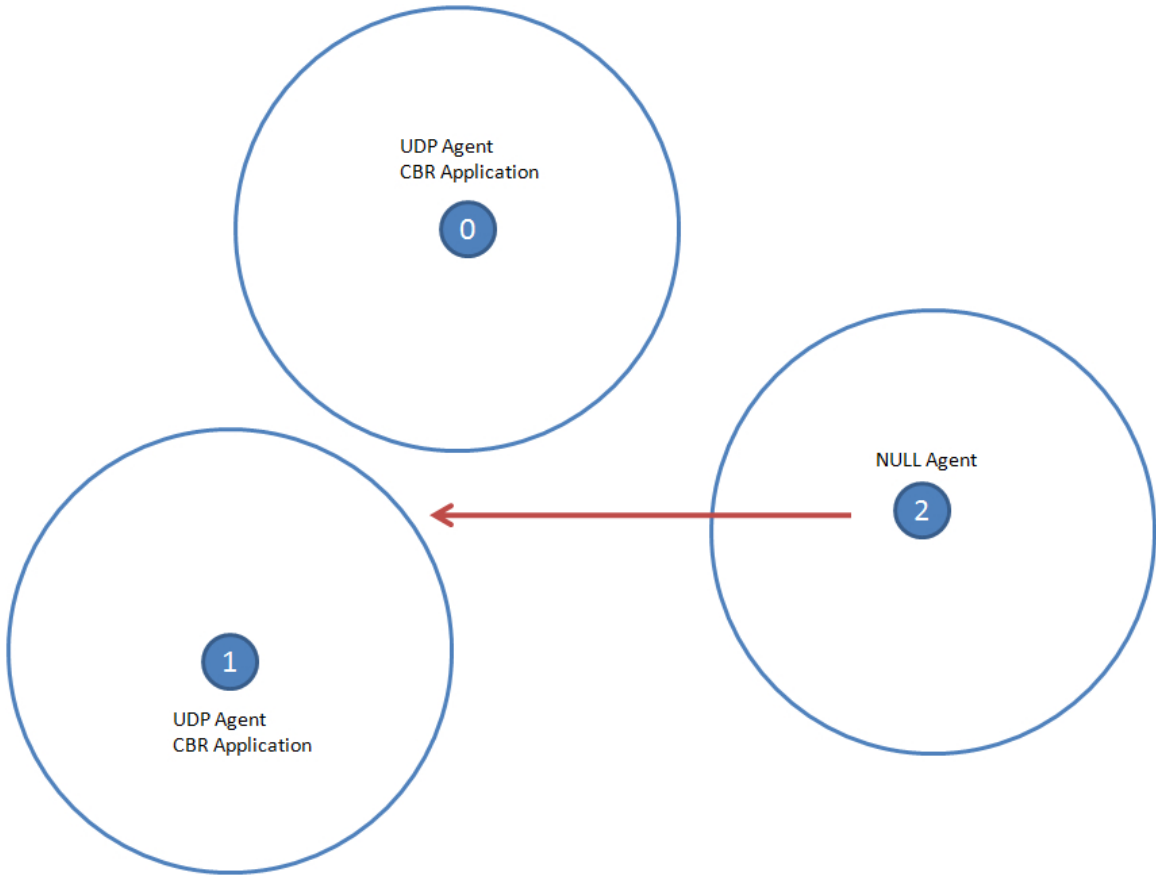 UDP Agent
CBR Application
0
NULL Agent
2
1
UDP Agent
CBR Application